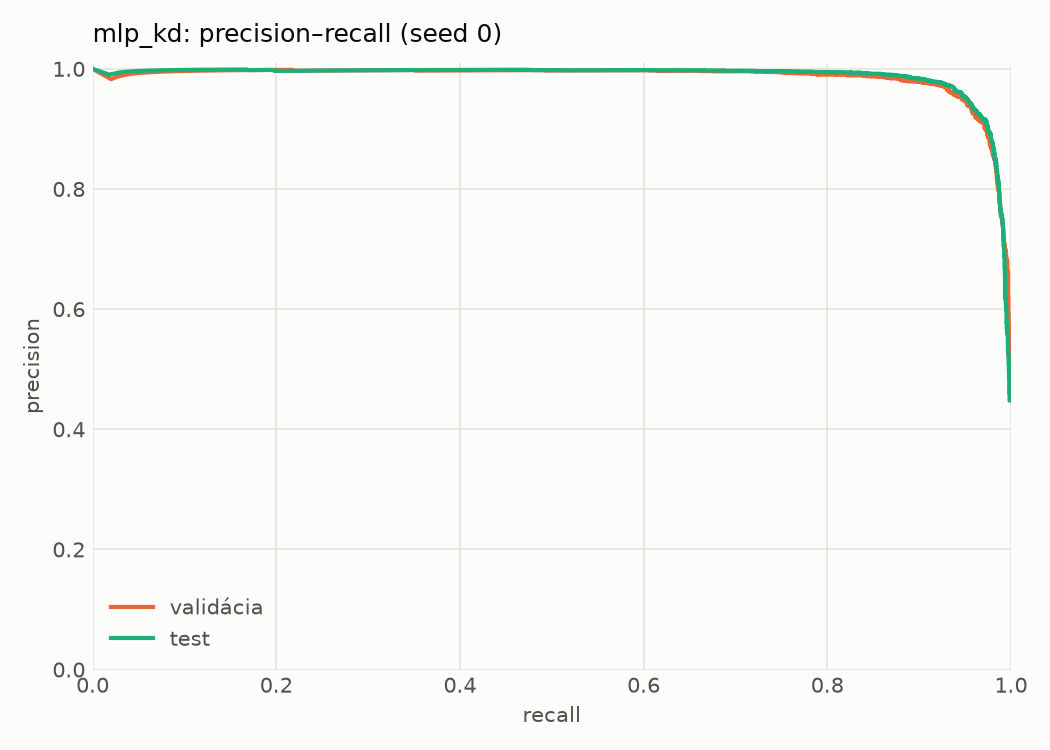 mlp_kd: precision–recall (seed 0)
1.0
0.8
0.6
0.4
0.2
0.0
precision
validácia
test
0.0 0.2 0.4 0.6 0.8 1.0
recall